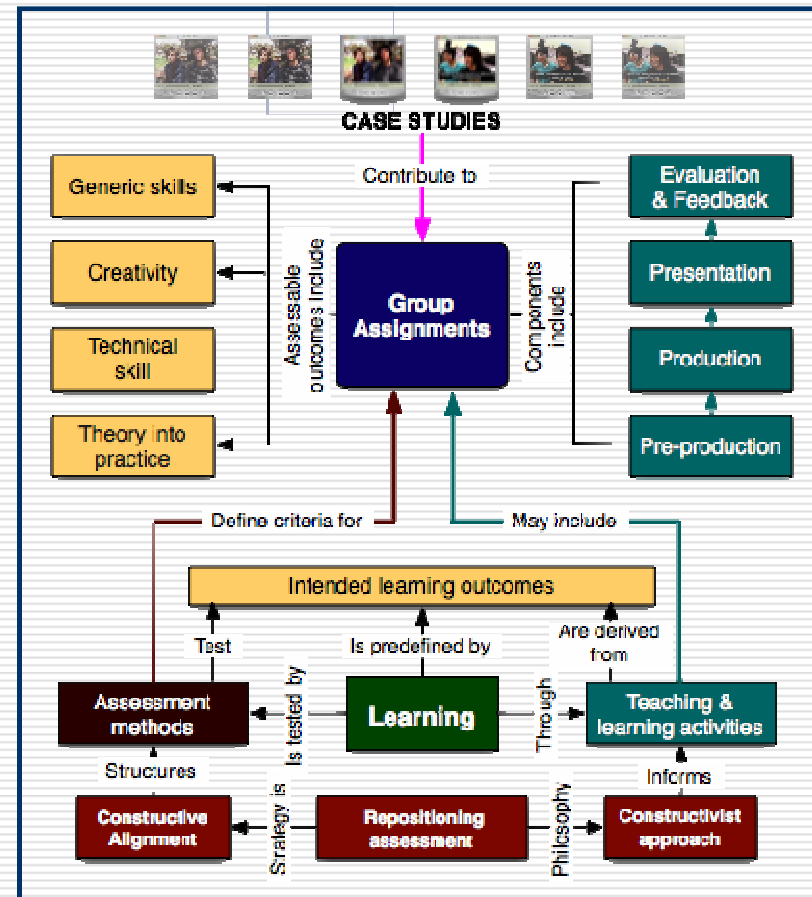 CASE STUDIES
Contribute to
Generic skills
Creativity
Technical
skill
Theory into
practice
Assessable
outcomes Include
Group
Assignments
Components
include
Evaluation
& Feedback
Presentation
Production
Pre-production
Define criteria for
May include
Intended learning outcomes
Test
Is predefined by
Are derived
from
Assessment
methods
Is tested by
Learning
Through
Teaching &
learning activities
Structures
Informs
Constructive
Alignment
Strategy is
Repositioning
assessment
Philosophy
Constructivist
approach